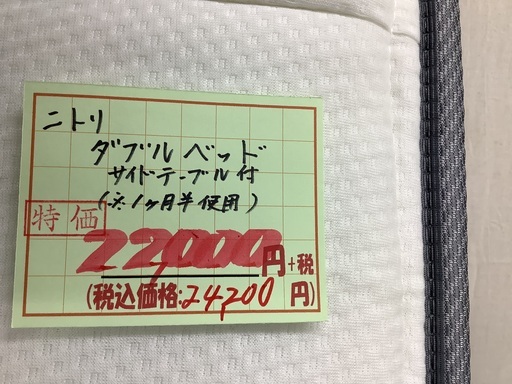 ニトリ
ダブルベッド
サイドテーブル付
(※1ヶ月半使用)
特価
22,000円+税
(税込価格:24,200円)